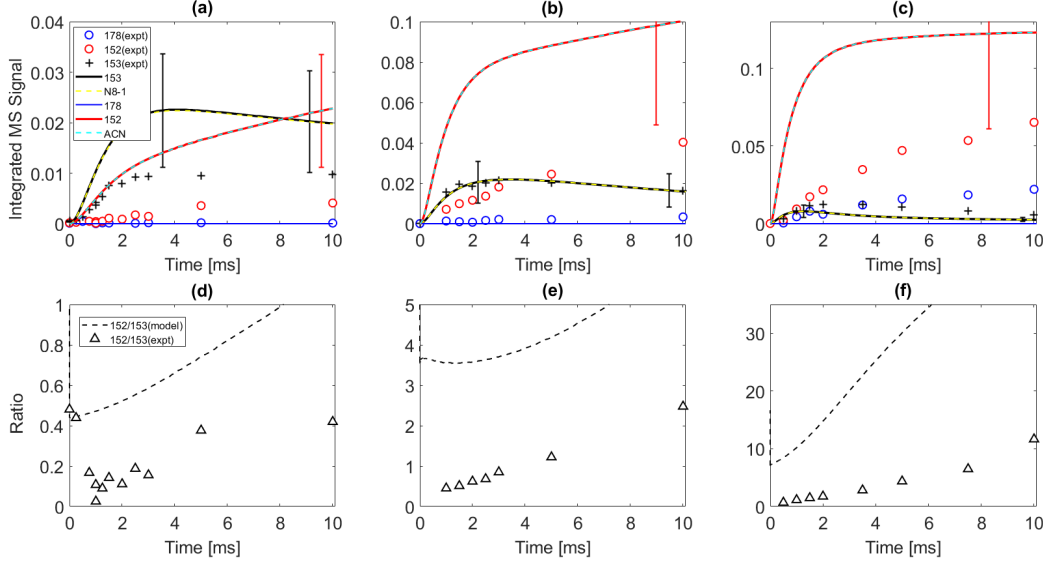 (a)
(b)
(c)
Integrated MS Signal
0.04
0.03
0.02
0.01
0
178(expt)
152(expt)
153(expt)
153
N8-1
178
152
ACN
0 2 4 6 8 10
Time [ms]
0.1
0.08
0.06
0.04
0.02
0
0 2 4 6 8 10
Time [ms]
0.1
0.05
0
0 2 4 6 8 10
Time [ms]
(d)
(e)
(f)
Ratio
1
0.8
0.6
0.4
0.2
0
152/153(model)
152/153(expt)
0 2 4 6 8 10
Time [ms]
5
4
3
2
1
0
0 2 4 6 8 10
Time [ms]
30
20
10
0
0 2 4 6 8 10
Time [ms]